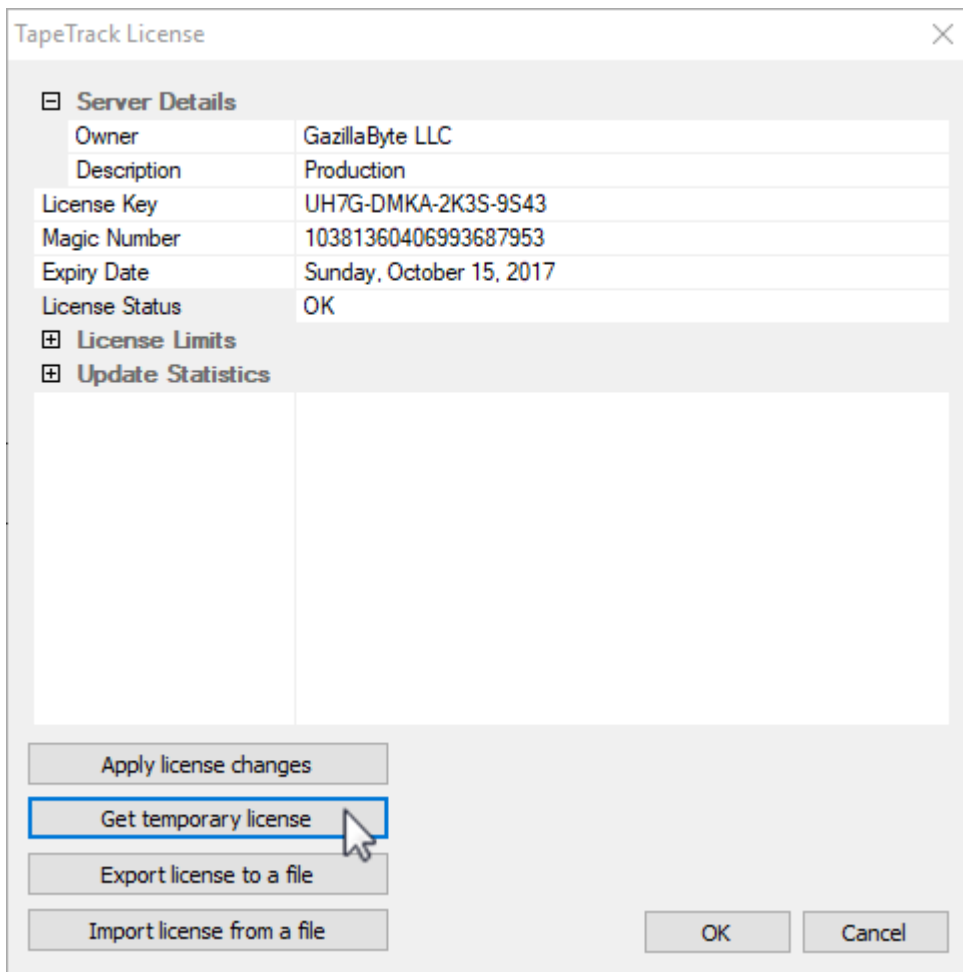 TapeTrack License
Server Details
Owner GazillaByte LLC
Description Production
License Key UH7G-DMKA-2K3S-9S43
Magic Number 10381360406993687953
Expiry Date Sunday, October 15, 2017
License Status OK
License Limits
Update Statistics
Apply license changes
Get temporary license
Export license to a file
Import license from a file
OK Cancel